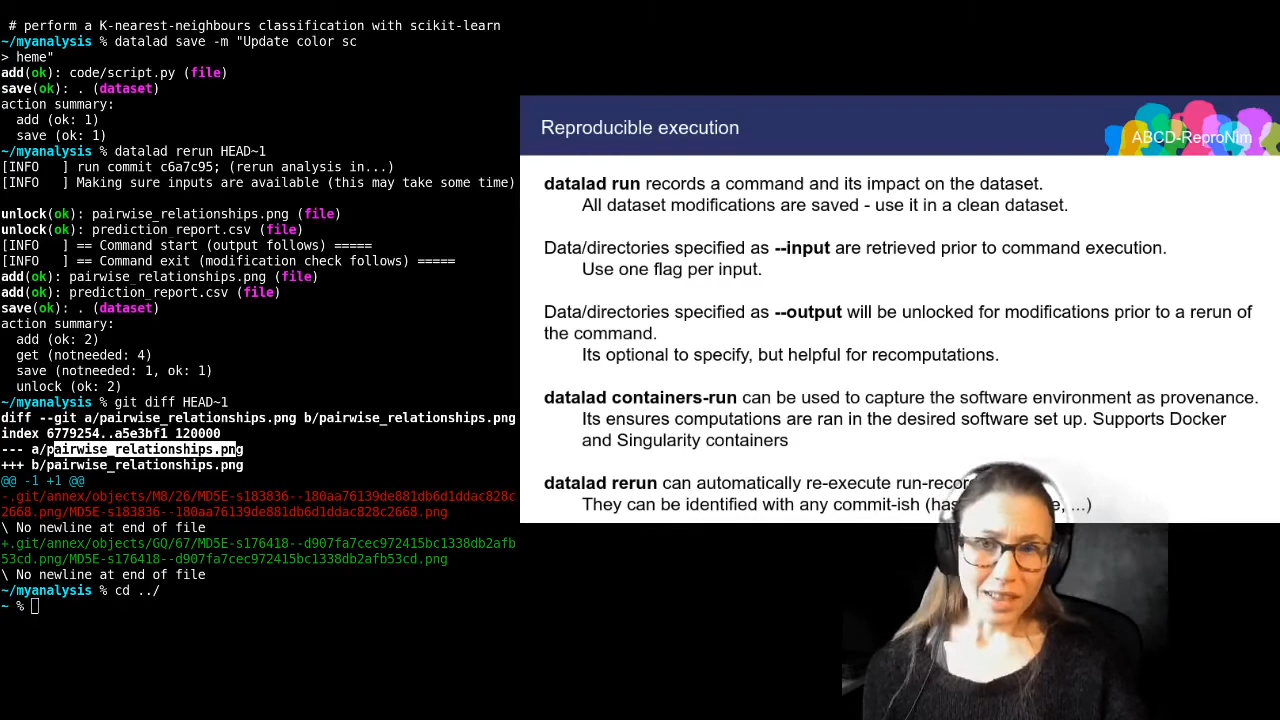 # perform a K-nearest-neighbours classification with scikit-learn
~/myanalysis % datalad save -m "Update color sc
> heme"
add(ok): code/script.py (file)
save(ok): . (dataset)
action summary:
add (ok: 1)
save (ok: 1)
~/myanalysis % datalad rerun HEAD~1
[INFO   ] run commit c6a7c95; (rerun analysis in...)
[INFO   ] Making sure inputs are available (this may take some time)
unlock(ok): pairwise_relationships.png (file)
unlock(ok): prediction_report.csv (file)
[INFO   ] == Command start (output follows) =====
[INFO   ] == Command exit (modification check follows) =====
add(ok): pairwise_relationships.png (file)
add(ok): prediction_report.csv (file)
save(ok): . (dataset)
action summary:
add (ok: 2)
get (notneeded: 4)
save (notneeded: 1, ok: 1)
unlock (ok: 2)
~/myanalysis % git diff HEAD~1
diff --git a/pairwise_relationships.png b/pairwise_relationships.png
index 6779254..a5e3bf1 120000
--- a/pairwise_relationships.png
+++ b/pairwise_relationships.png
@@ -1 +1 @@
-.git/annex/objects/M8/26/MD5E-s183836--180aa76139de881db6d1ddac828c
2668.png/MD5E-s183836--180aa76139de881db6d1ddac828c2668.png
\ No newline at end of file
+.git/annex/objects/GQ/67/MD5E-s176418--d907fa7cec972415bc1338db2afb
53cd.png/MD5E-s176418--d907fa7cec972415bc1338db2afb53cd.png
\ No newline at end of file
~/myanalysis % cd ../
~ %
Reproducible execution
ABCD-ReproNim
datalad run records a command and its impact on the dataset.
All dataset modifications are saved - use it in a clean dataset.
Data/directories specified as --input are retrieved prior to command execution.
Use one flag per input.
Data/directories specified as --output will be unlocked for modifications prior to a rerun of
the command.
Its optional to specify, but helpful for recomputations.
datalad containers-run can be used to capture the software environment as provenance.
Its ensures computations are ran in the desired software set up. Supports Docker
and Singularity containers
datalad rerun can automatically re-execute run-recor
They can be identified with any commit-ish (has e, ...)